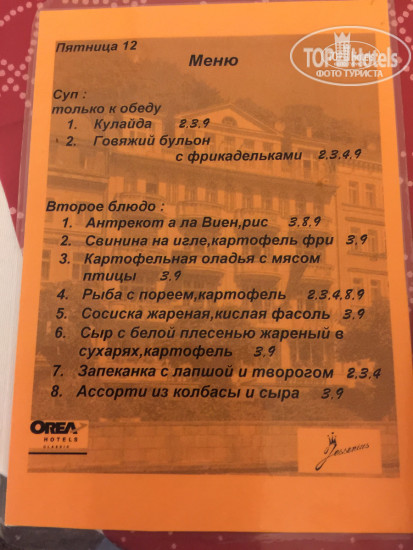 TOP Hotels
ФОТО ТУРИСТА
Пятница 12
Меню
Суп :
только к обеду
1. Кулайда 2,3,9
2. Говяжий бульон
с фрикадельками 2,3,4,9
Второе блюдо :
1. Антрекот а ла Виен,рис 3.8.9
2. Свинина на игле,картофель фри 3,9
3. Картофельная оладья с мясом
птицы 3.9
4. Рыба с пореем,картофель 2.3.4,8.9
5. Сосиска жареная,кислая фасоль 3,9
6. Сыр с белой плесенью жареный в
сухарях,картофель 3,9
7. Запеканка с лапшой и творогом 2,3.4
8. Ассорти из колбасы и сыра 3,9
OREA
HOTELS
CLASSIC